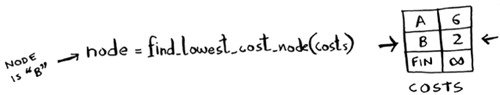 NODE
IS "B"
node = find_lowest_cost_node(costs)
A 6
B 2
FIN ∞
COSTS